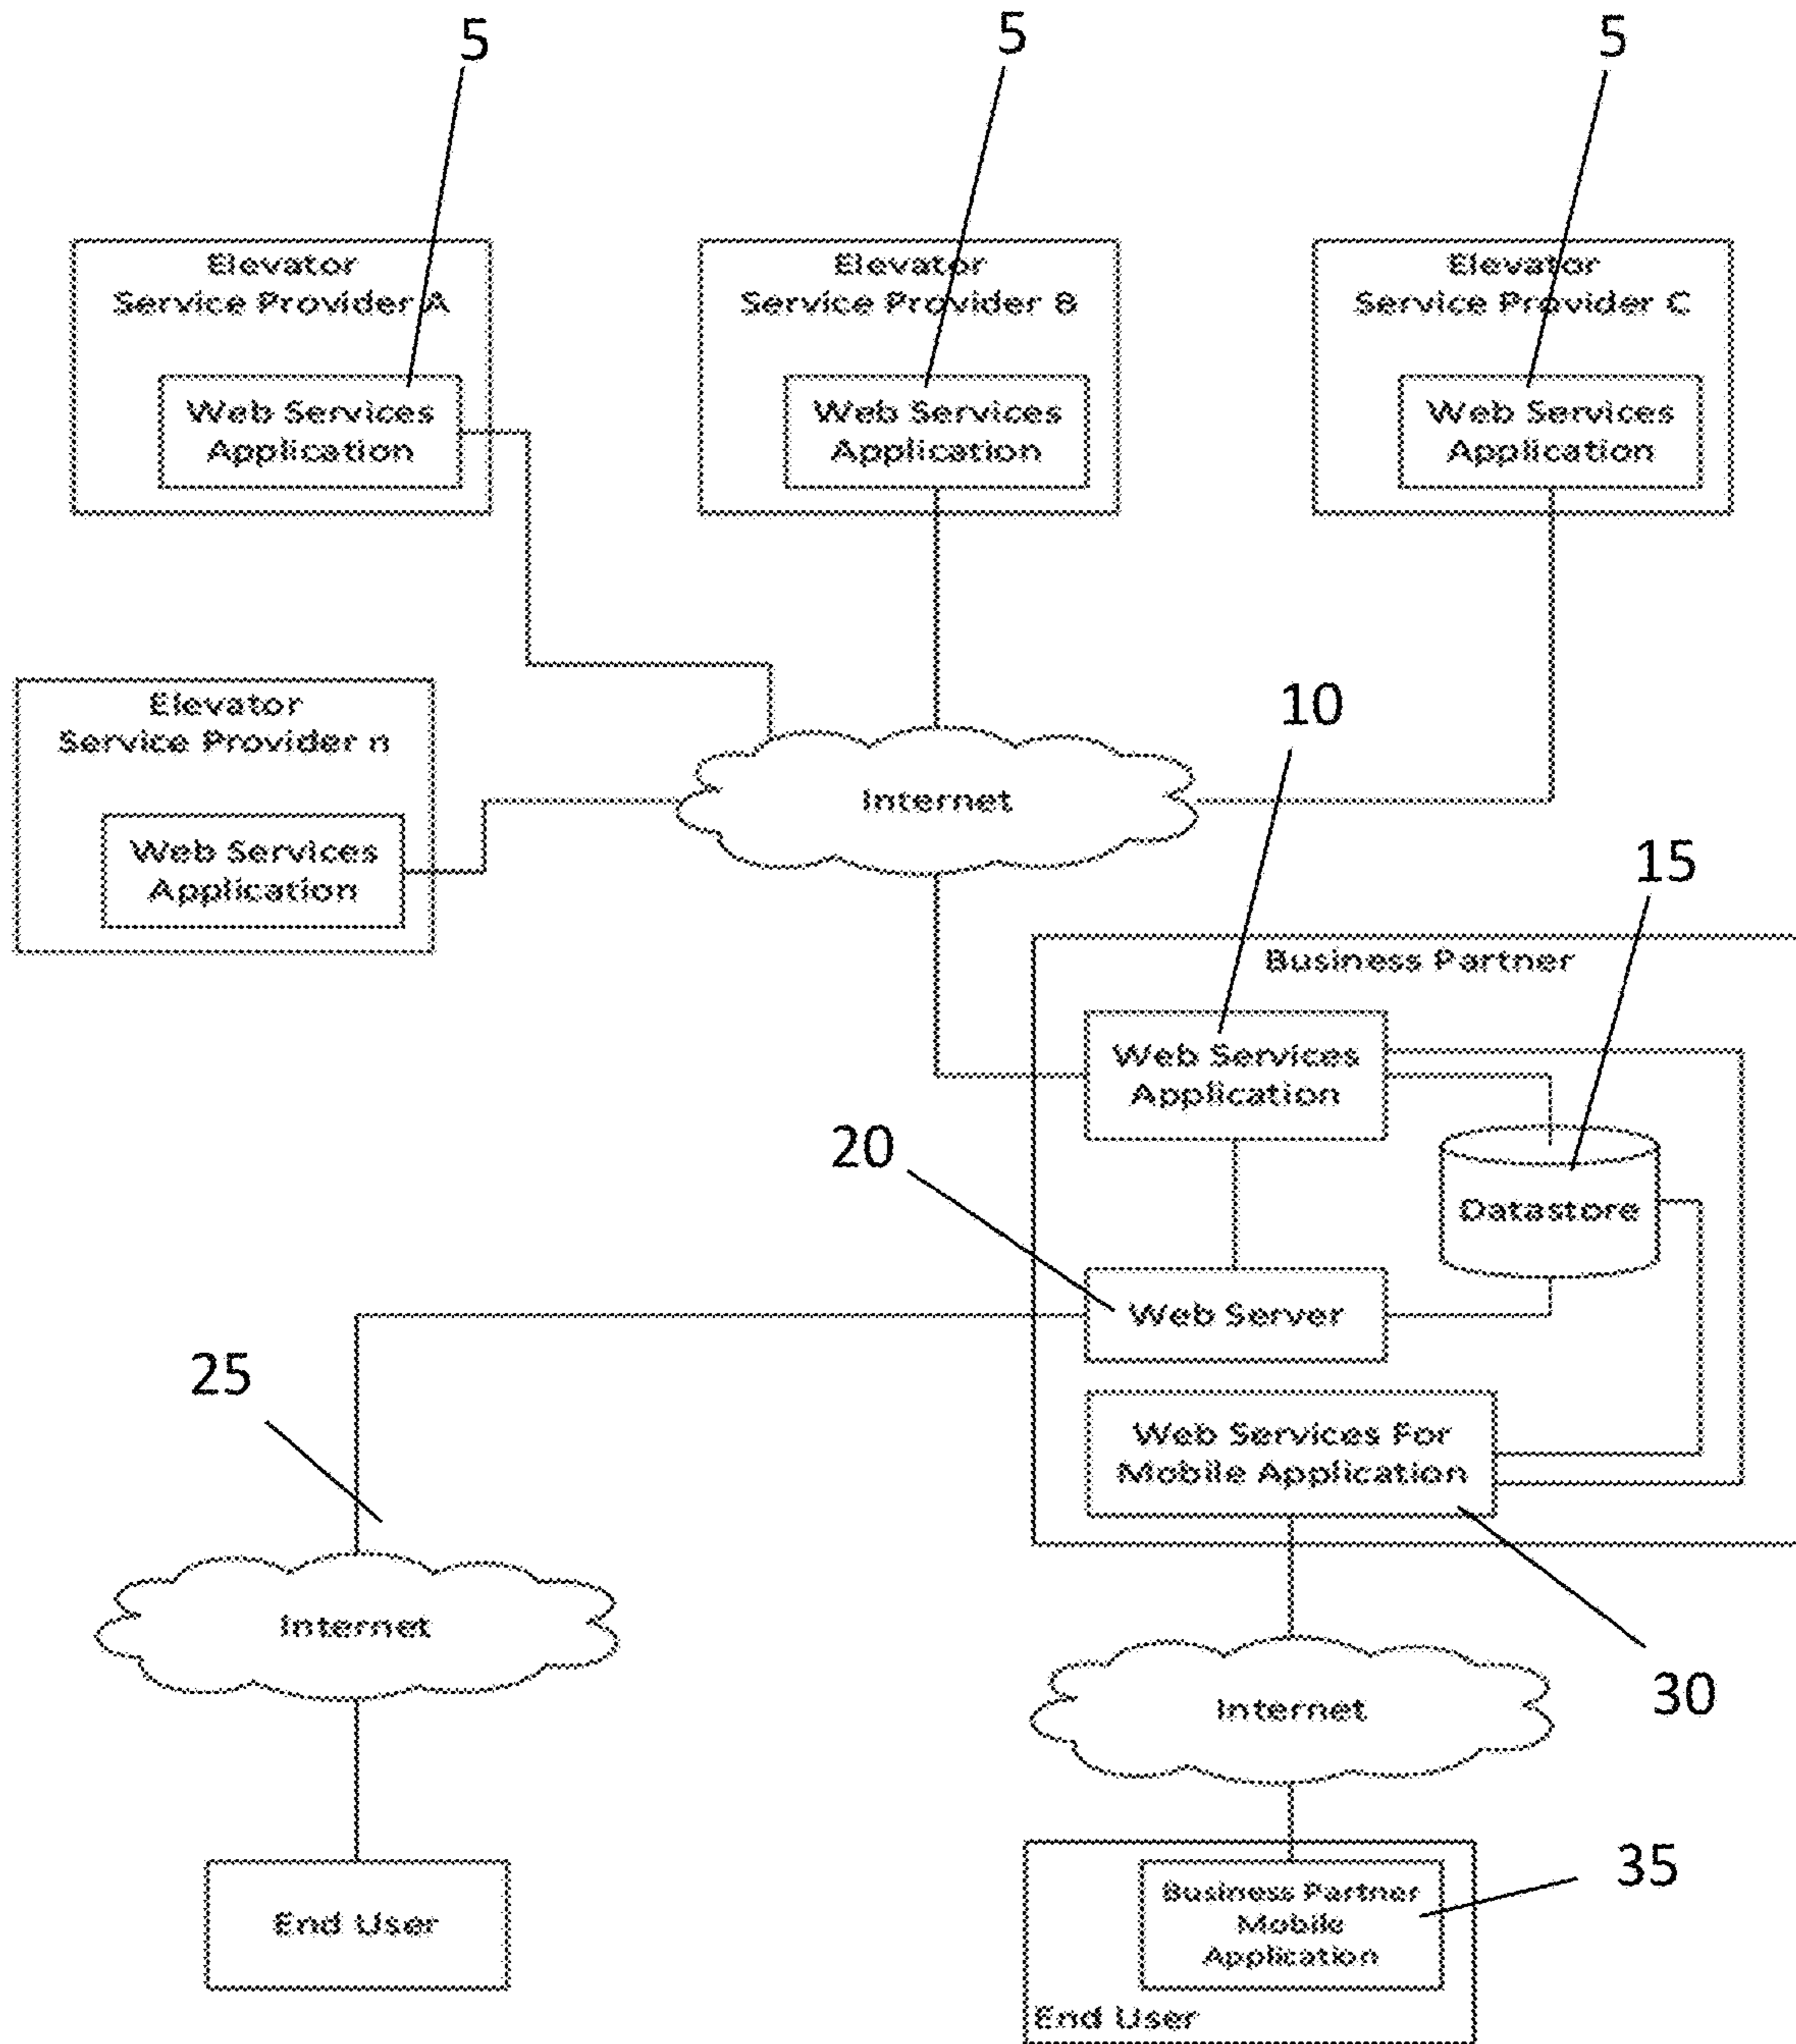 5
5
5
Elevator
Service Provider A
Web Services
Application
Elevator
Service Provider B
Web Services
Application
Elevator
Service Provider C
Web Services
Application
Elevator
Service Provider n
Web Services
Application
Internet
10
15
Business Partner
Web Services
Application
20
Datastore
Web Server
25
Web Services For
Mobile Application
Internet
30
Internet
End User
35
Business Partner
Mobile
Application
End User